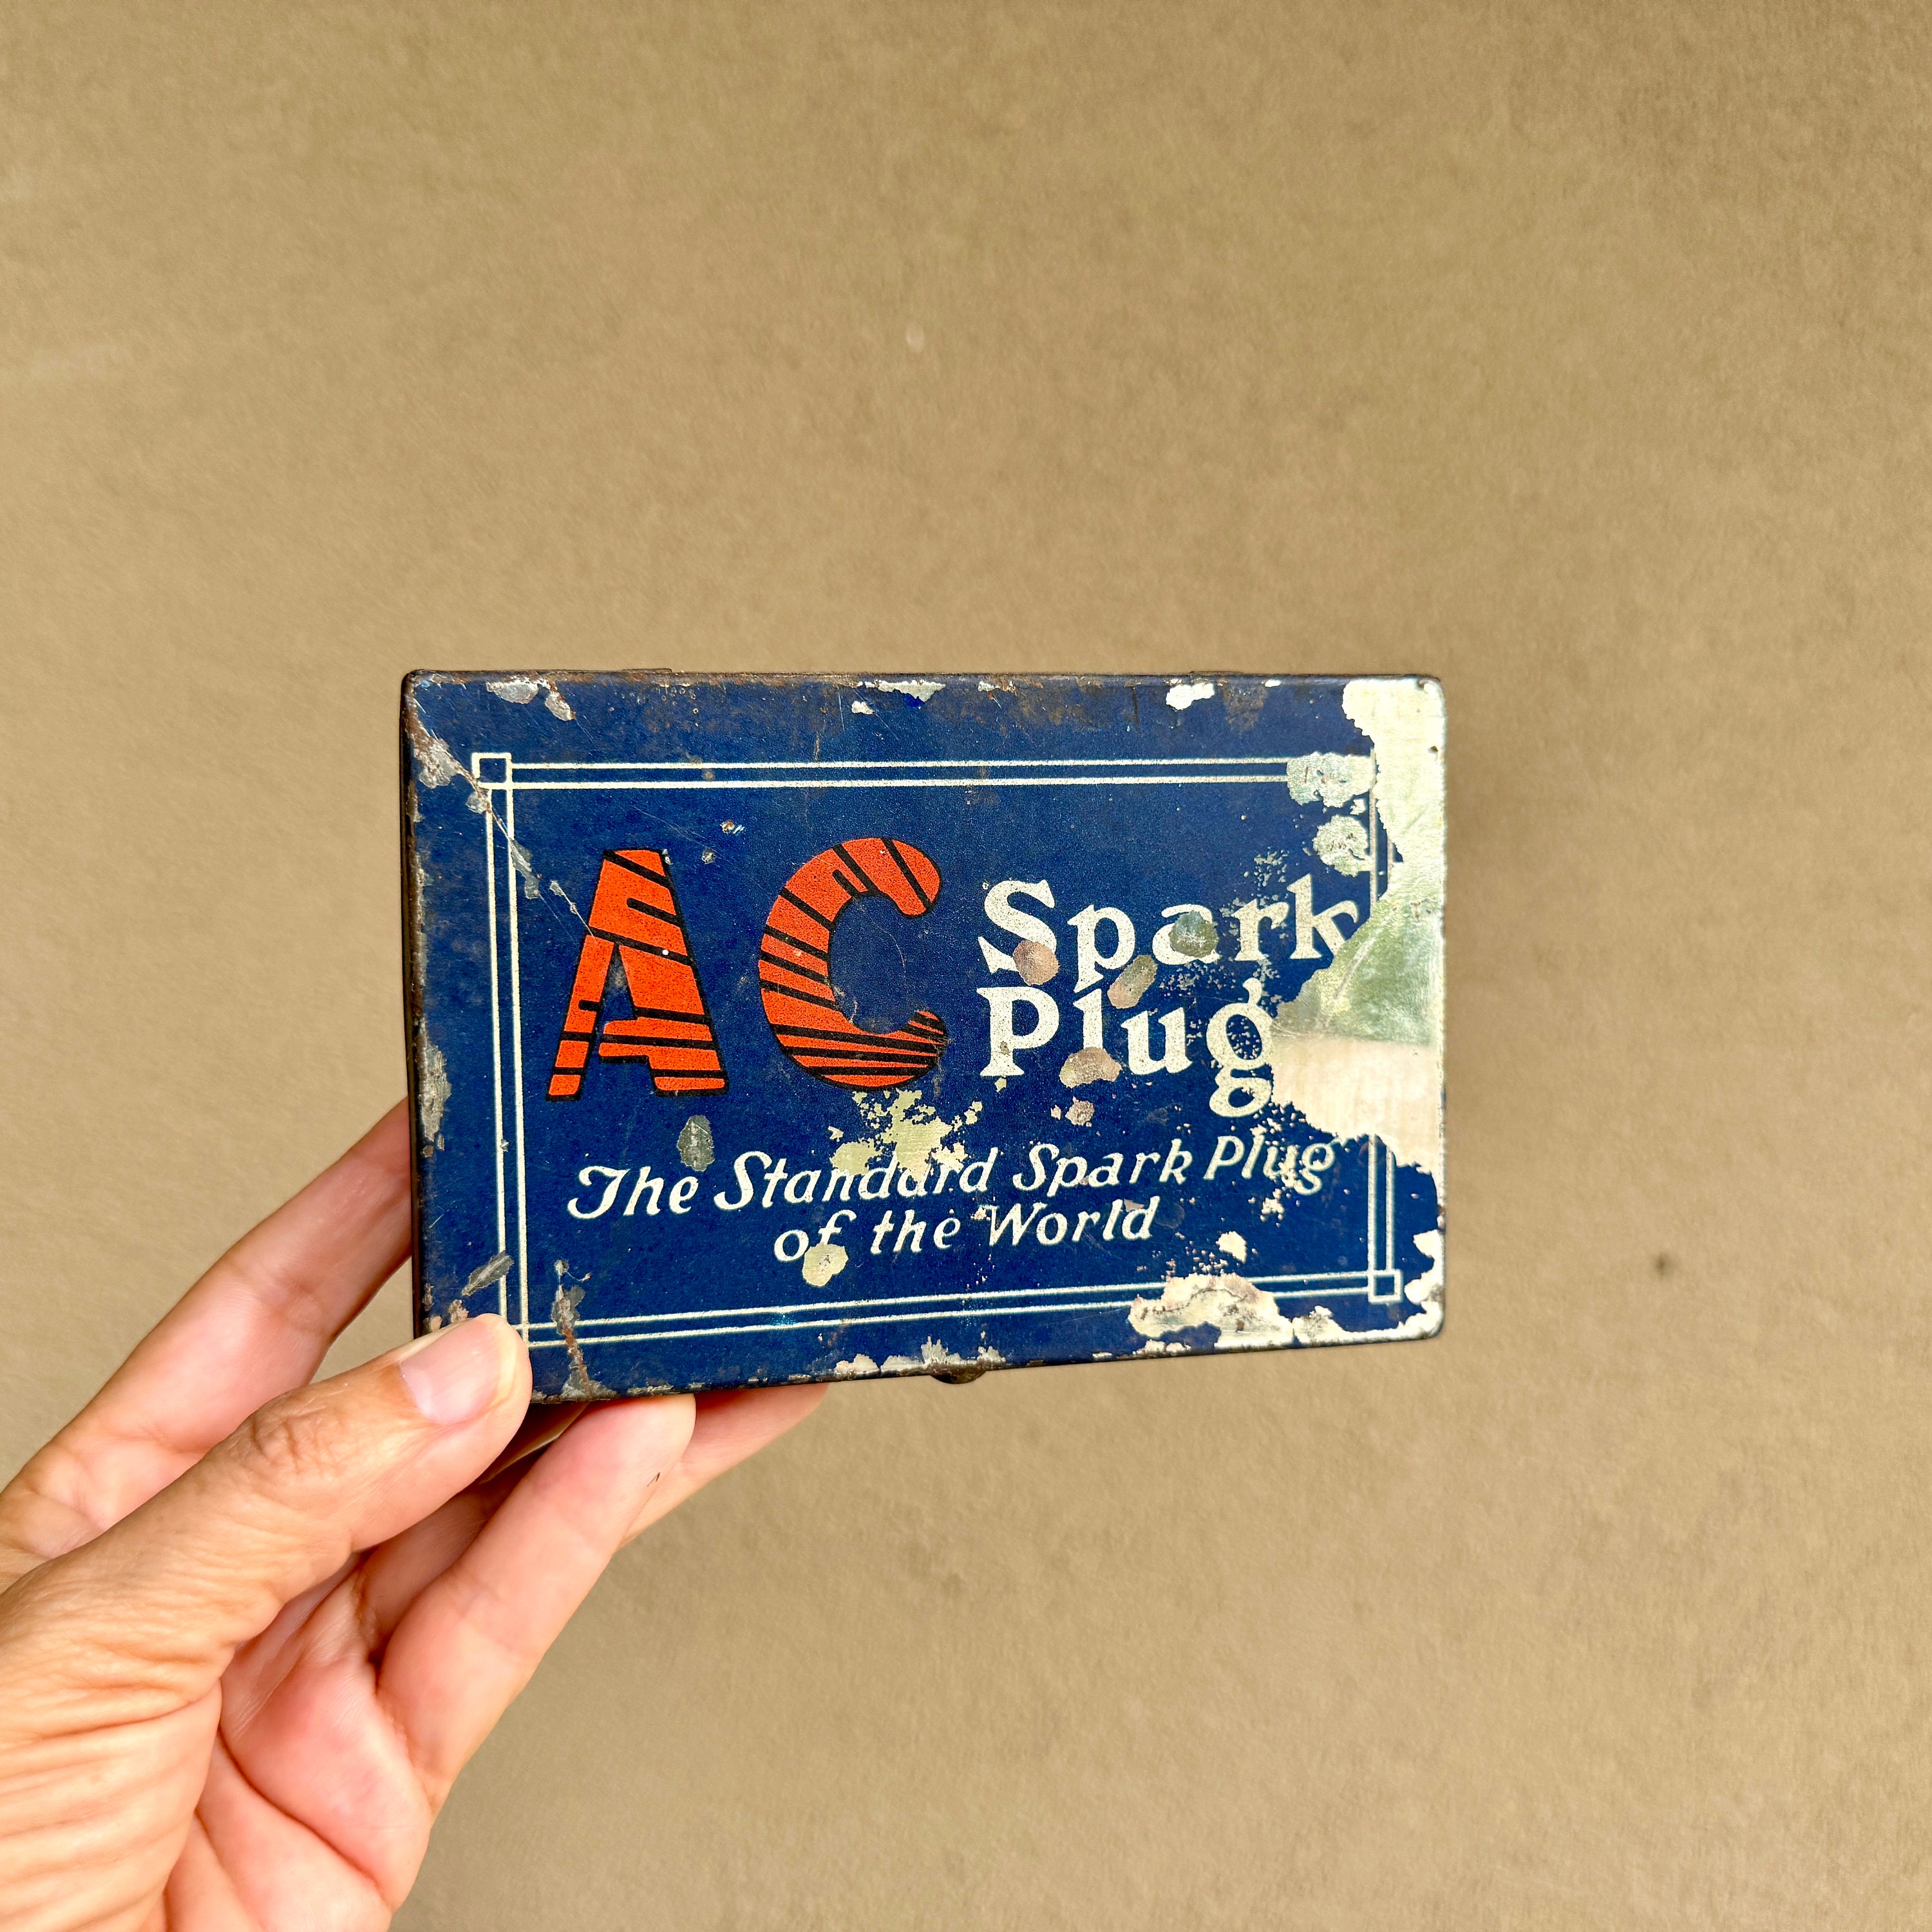 AC Spark
Plug
The Standard Spark Plug
of the World